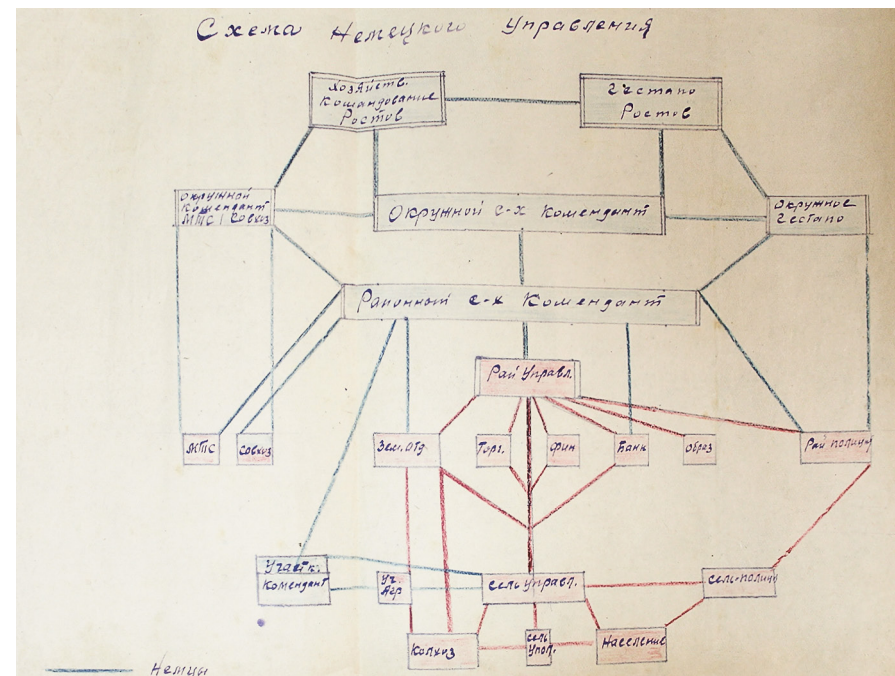 Схема Немецкого Управления
Хозяйств.
Командование
Ростов
Гестапо
Ростов
Окружной
Комендант
МТС и Совхоз
Окружной с-х Комендант
Окружное
Гестапо
Районный с-х Комендант
Рай Управл.
МТС
Совхоз
Зем. Отд.
Торг.
Фин
Банк
Образ
Рай полиция
Участк.
Комендант
Уч.
Агр
Сель Управл.
Сель-полиция
Колхоз
Сель
Упол.
Население
Немцы